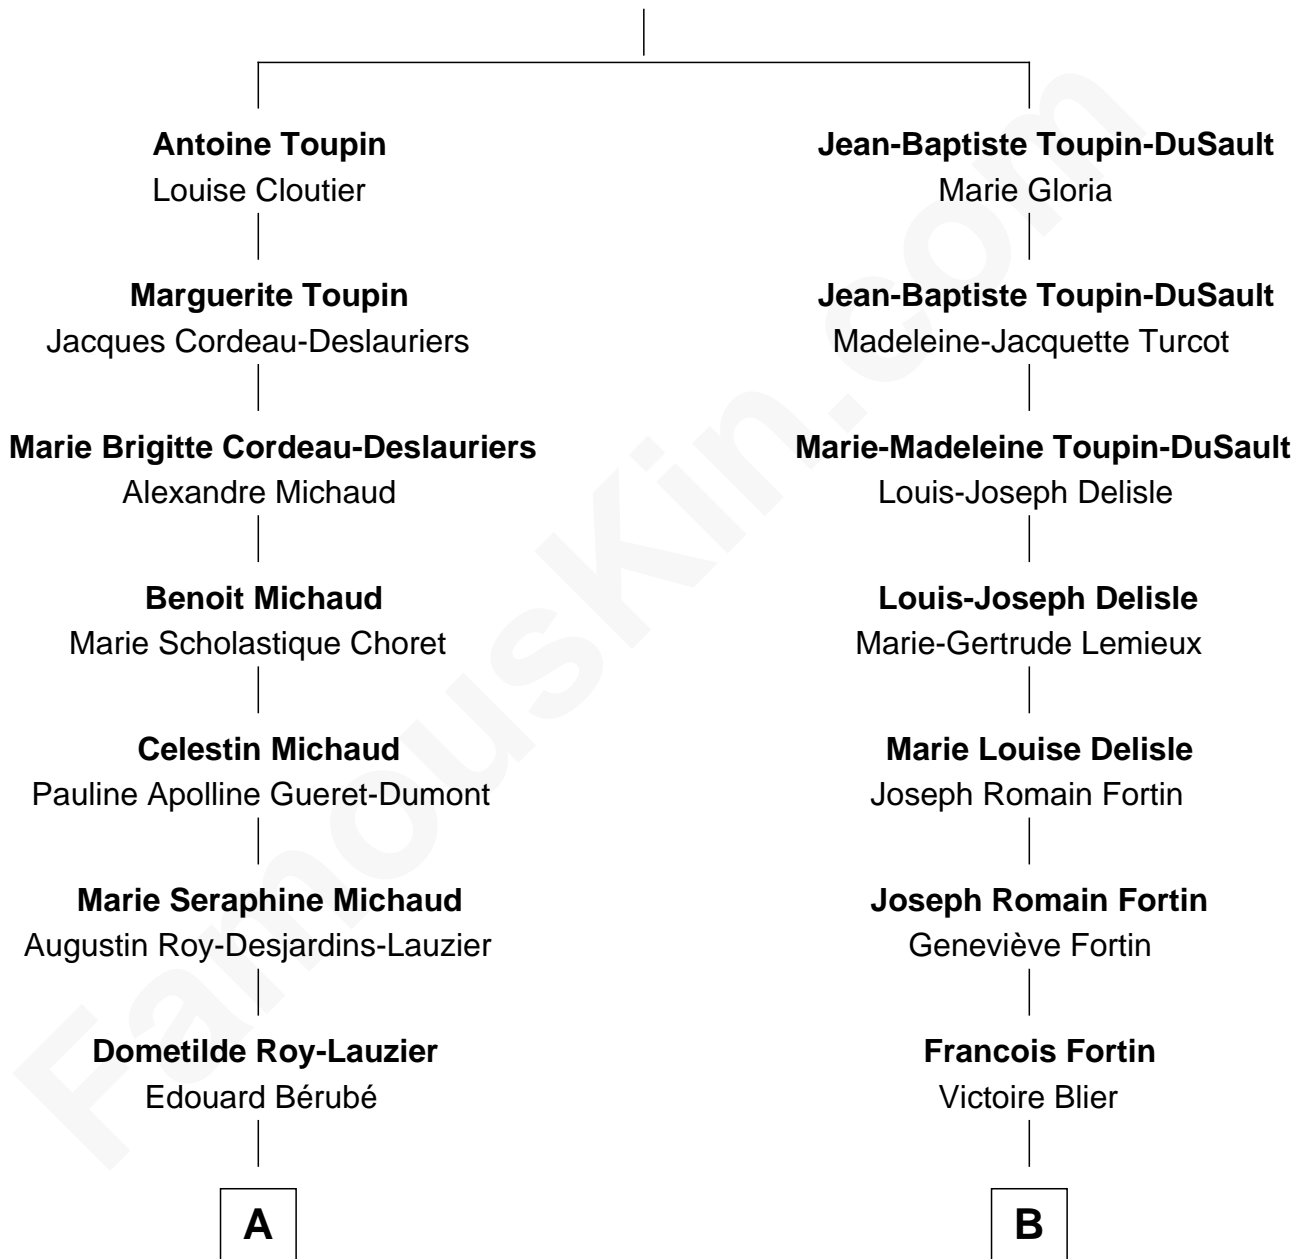 Antoine Toupin
Louise Cloutier
Marguerite Toupin
Jacques Cordeau-Deslauriers
Marie Brigitte Cordeau-Deslauriers
Alexandre Michaud
Benoit Michaud
Marie Scholastique Choret
Celestin Michaud
Pauline Apolline Gueret-Dumont
Marie Seraphine Michaud
Augustin Roy-Desjardins-Lauzier
Dometilde Roy-Lauzier
Edouard Bérubé
A
Jean-Baptiste Toupin-DuSault
Marie Gloria
Jean-Baptiste Toupin-DuSault
Madeleine-Jacquette Turcot
Marie-Madeleine Toupin-DuSault
Louis-Joseph Delisle
Louis-Joseph Delisle
Marie-Gertrude Lemieux
Marie Louise Delisle
Joseph Romain Fortin
Joseph Romain Fortin
Geneviève Fortin
Francois Fortin
Victoire Blier
B
FamousKin.com